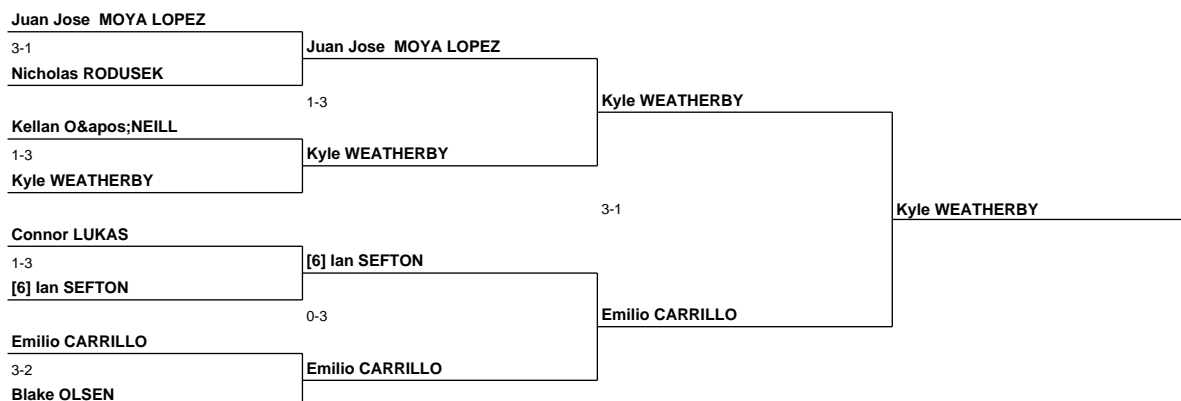 Juan Jose  MOYA LOPEZ
3-1
Juan Jose  MOYA LOPEZ
Nicholas RODUSEK
1-3
Kyle WEATHERBY
Kellan O&apos;NEILL
1-3
Kyle WEATHERBY
Kyle WEATHERBY
3-1
Kyle WEATHERBY
Connor LUKAS
1-3
[6] Ian SEFTON
[6] Ian SEFTON
0-3
Emilio CARRILLO
Emilio CARRILLO
3-2
Emilio CARRILLO
Blake OLSEN